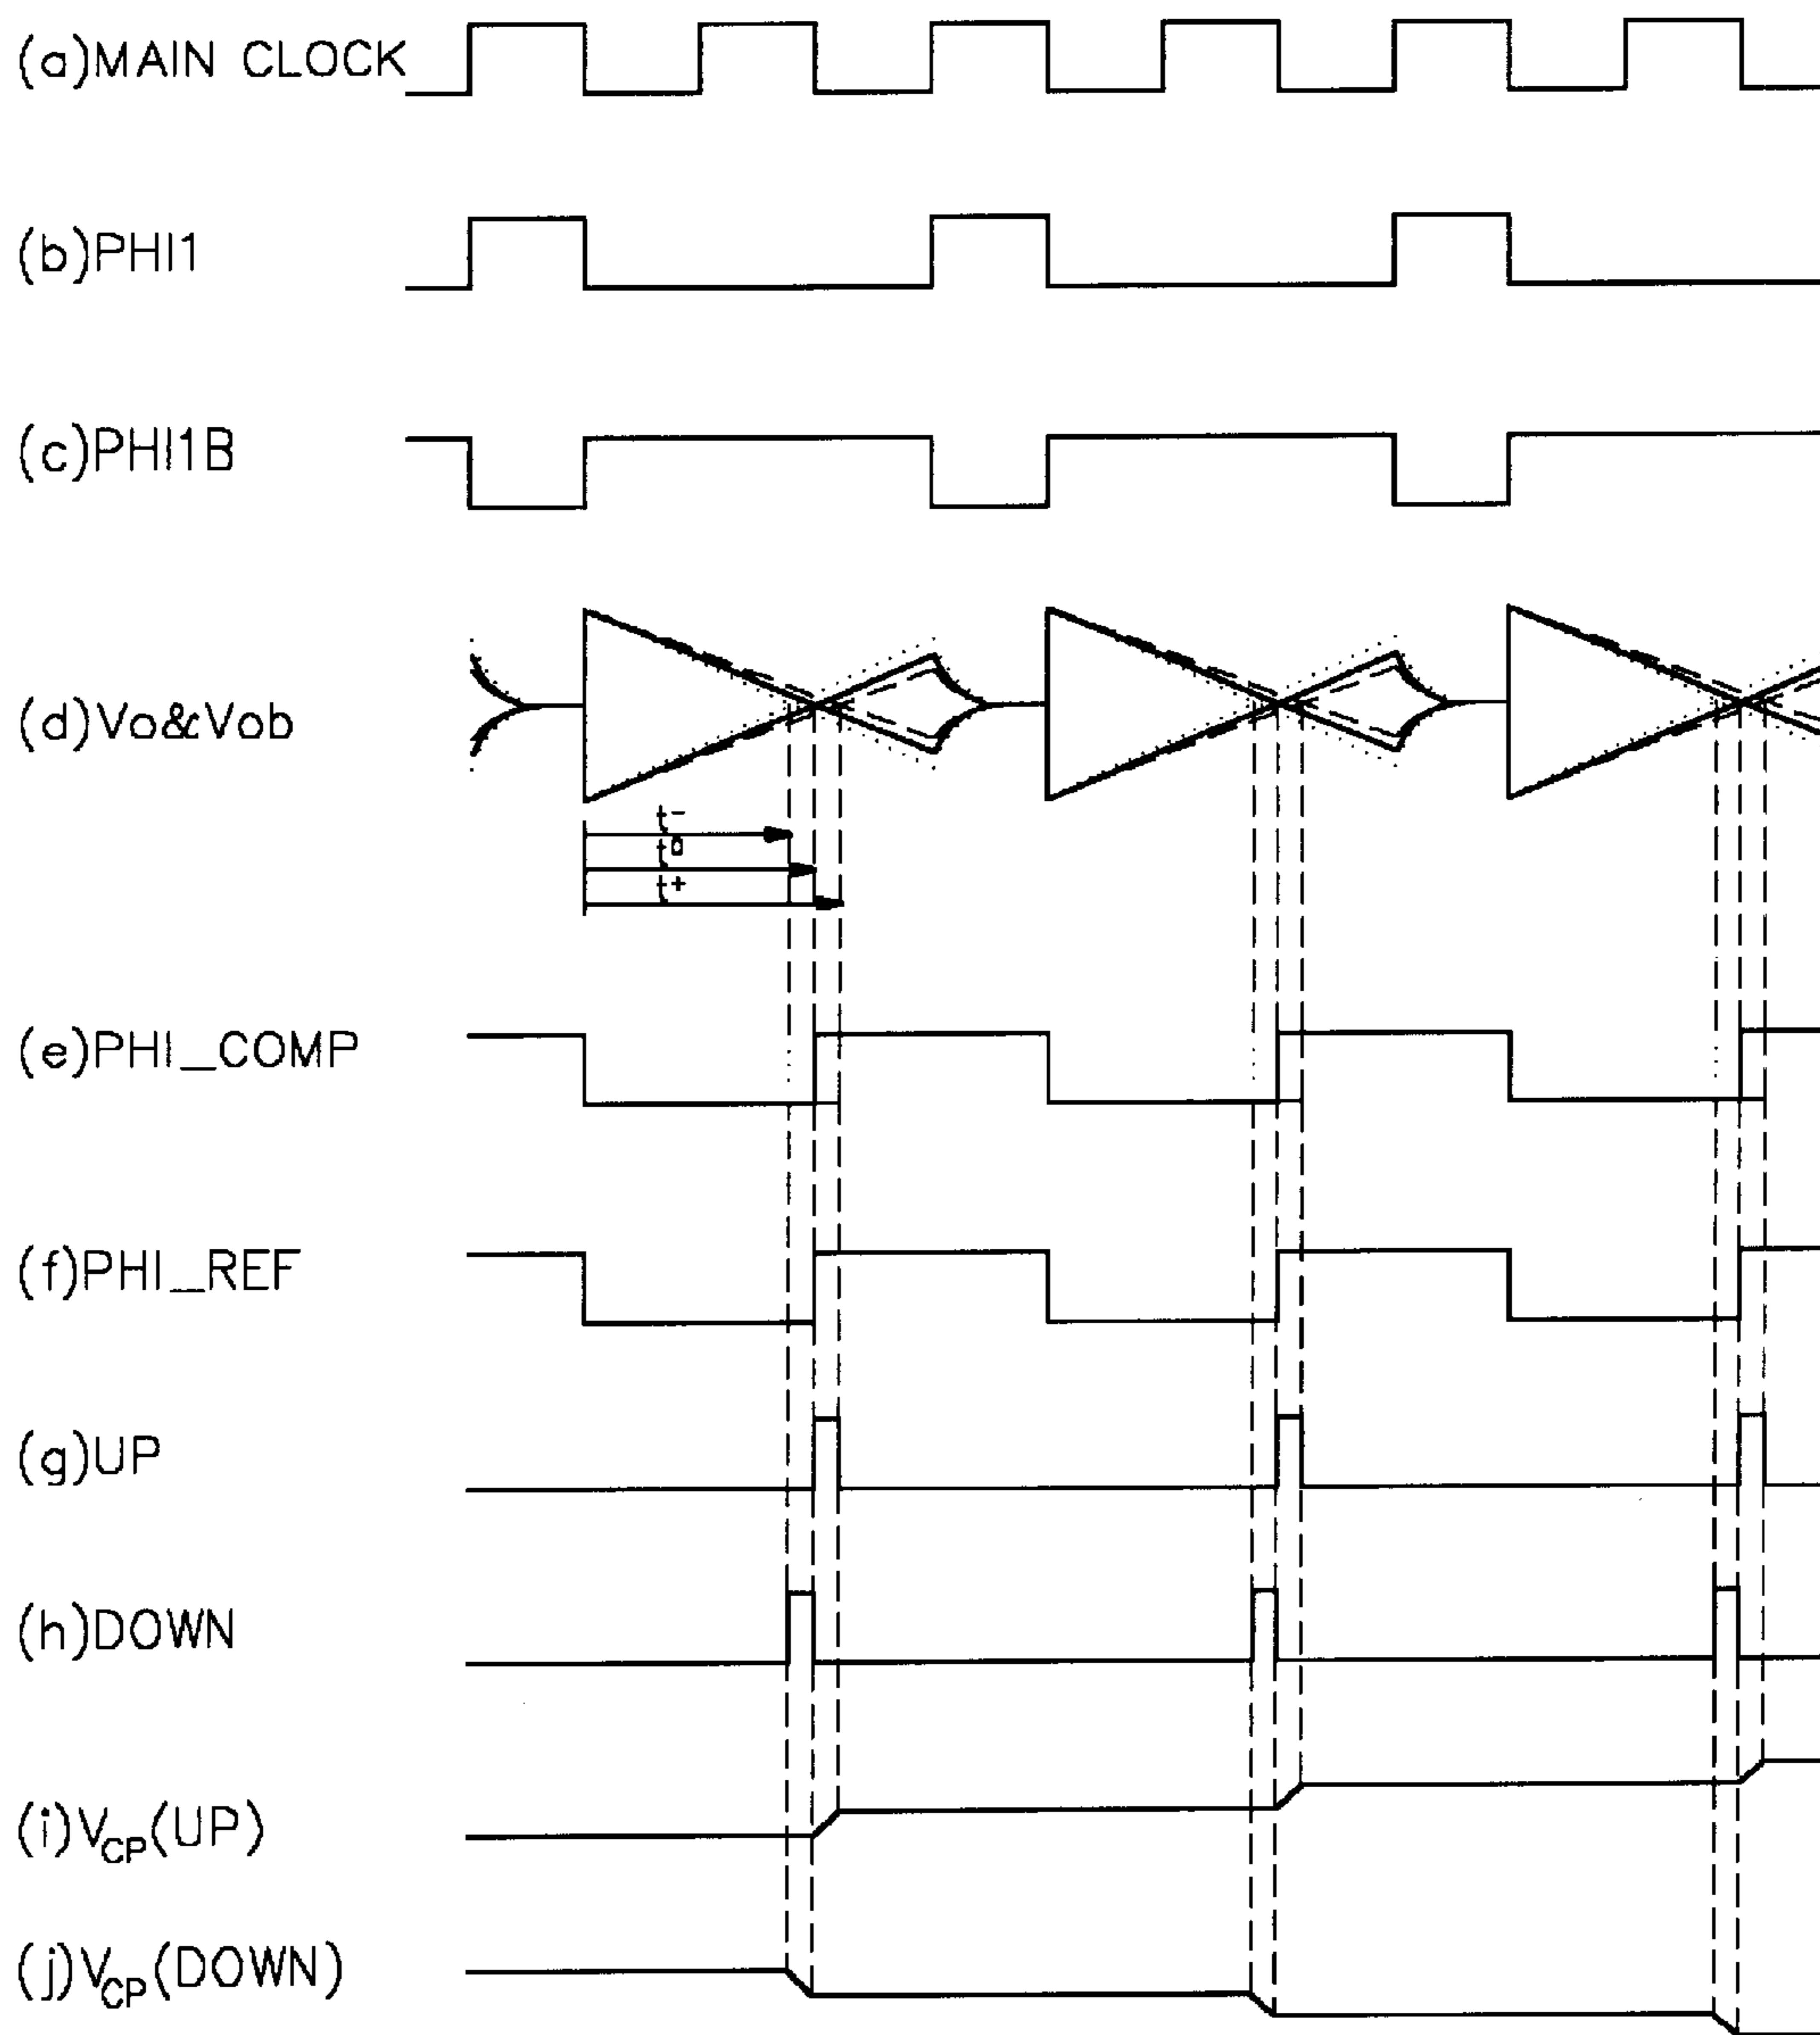 (a)MAIN CLOCK
(b)PHI1
(c)PHI1B
(d)Vo&Vob
t-
t0
t+
(e)PHI_COMP
(f)PHI_REF
(g)UP
(h)DOWN
(i)VCP(UP)
(j)VCP(DOWN)